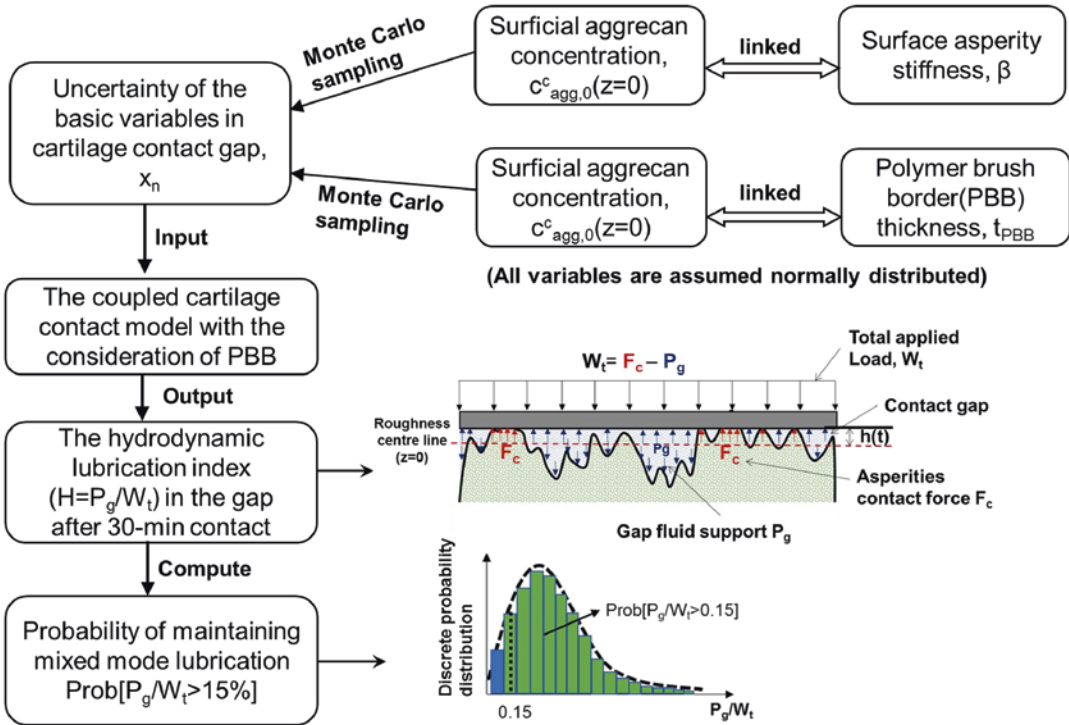 Uncertainty of the
basic variables in
cartilage contact gap,
xₙ
Monte Carlo
sampling
Surficial aggrecan
concentration,
cᶜagg,0(z=0)
linked
Surface asperity
stiffness, β
Monte Carlo
sampling
Surficial aggrecan
concentration,
cᶜagg,0(z=0)
linked
Polymer brush
border(PBB)
thickness, tPBB
(All variables are assumed normally distributed)
Input
The coupled cartilage
contact model with the
consideration of PBB
Output
The hydrodynamic
lubrication index
(H=Pg/Wt) in the gap
after 30-min contact
Compute
Probability of maintaining
mixed mode lubrication
Prob[Pg/Wt>15%]
Wt= Fc – Pg
Total applied
Load, Wt
Contact gap
Roughness
centre line
(z=0)
Fc
Pg
Fc
h(t)
Asperities
contact force Fc
Gap fluid support Pg
Discrete probability
distribution
Prob[Pg/Wt>0.15]
0.15
Pg/Wt